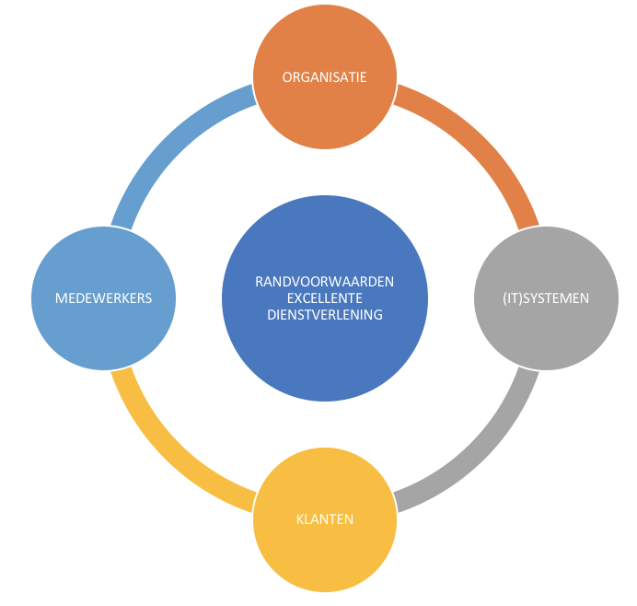 ORGANISATIE
MEDEWERKERS
RANDVOORWAARDEN
EXCELLENTE
DIENSTVERLENING
(IT)SYSTEMEN
KLANTEN